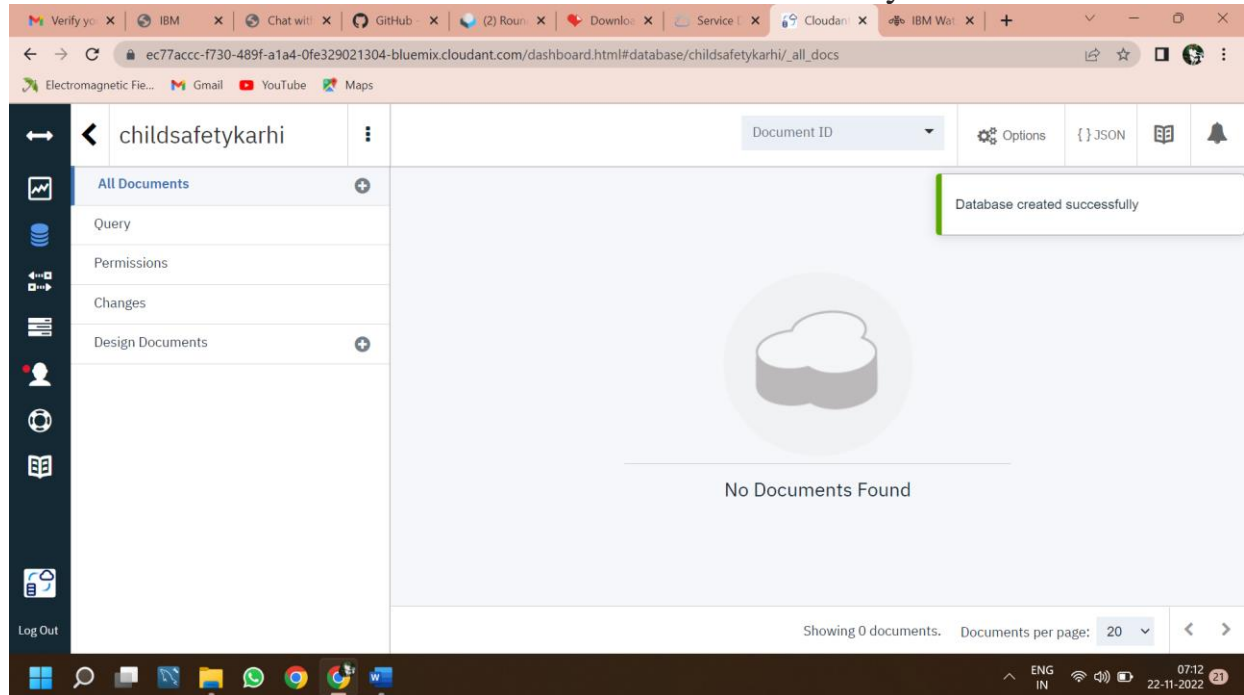 Verify yo
IBM
Chat with
GitHub -
(2) Roun
Downloa
Service L
Cloudan
IBM Wat
ec77accc-f730-489f-a1a4-0fe329021304-bluemix.cloudant.com/dashboard.html#database/childsafetykarhi/_all_docs
Electromagnetic Fie...
Gmail
YouTube
Maps
childsafetykarhi
Document ID
Options
{ } JSON
All Documents
Database created successfully
Query
Permissions
Changes
Design Documents
No Documents Found
Log Out
Showing 0 documents.
Documents per page: 20
ENG
IN
07:12
22-11-2022
21